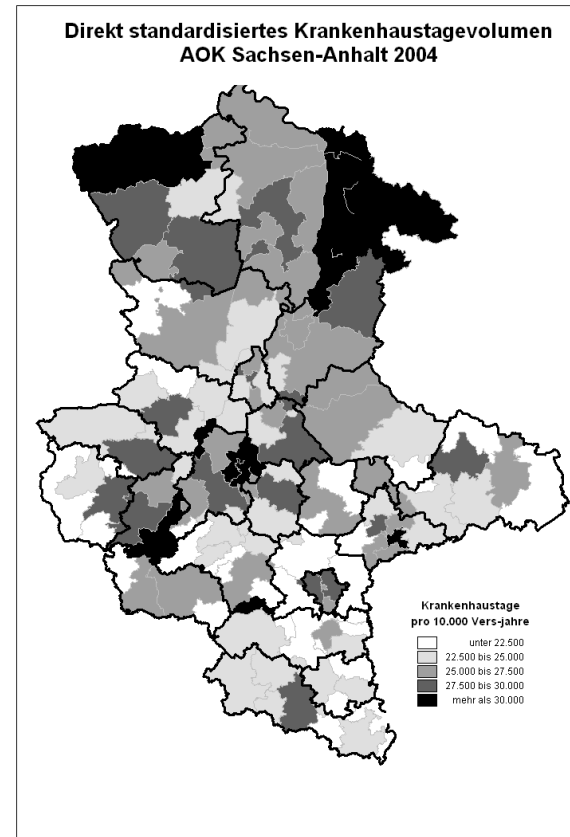 Direkt standardisiertes Krankenhaustagevolumen
AOK Sachsen-Anhalt 2004
Krankenhaustage
pro 10.000 Vers-jahre
unter 22.500
22.500 bis 25.000
25.000 bis 27.500
27.500 bis 30.000
mehr als 30.000